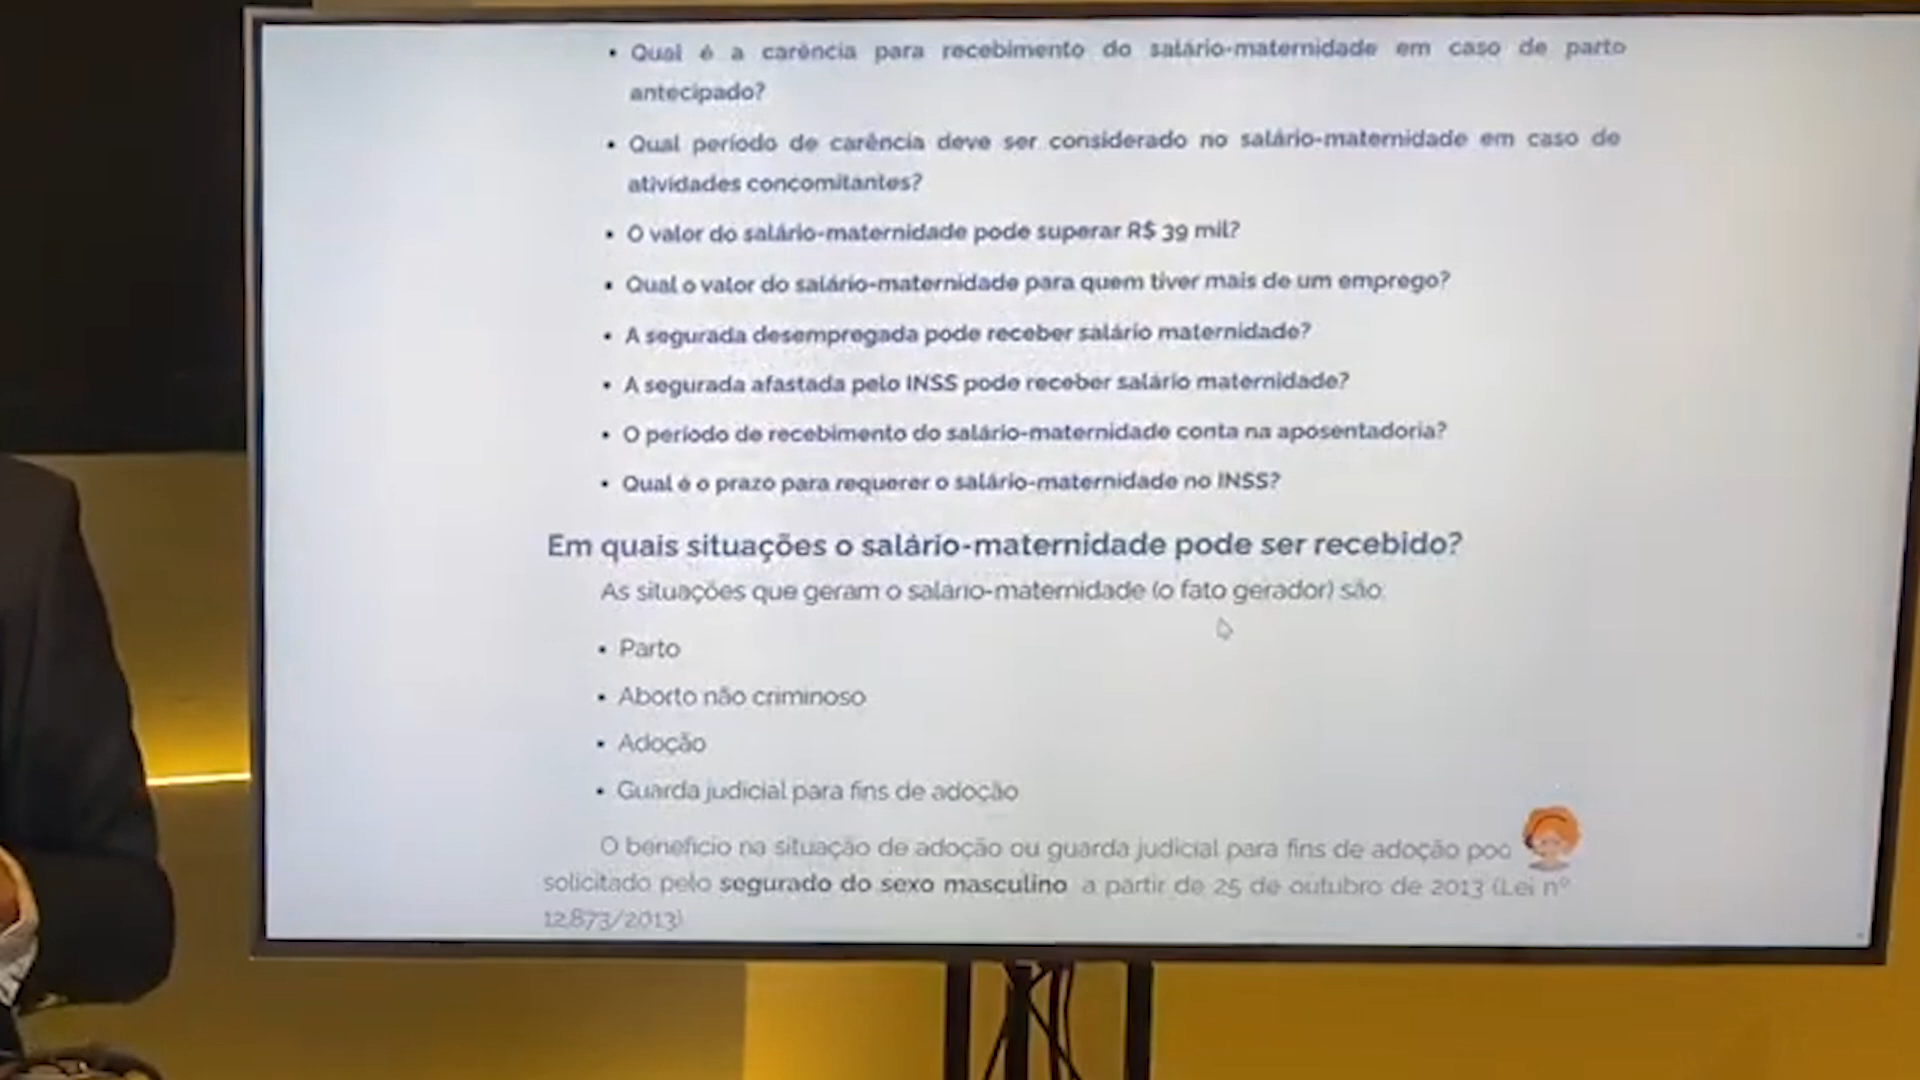 • Qual é a carência para recebimento do salário-maternidade em caso de parto
antecipado?
• Qual período de carência deve ser considerado no salário-maternidade em caso de
atividades concomitantes?
• O valor do salário-maternidade pode superar R$ 39 mil?
• Qual o valor do salário-maternidade para quem tiver mais de um emprego?
• A segurada desempregada pode receber salário maternidade?
• A segurada afastada pelo INSS pode receber salário maternidade?
• O período de recebimento do salário-maternidade conta na aposentadoria?
• Qual é o prazo para requerer o salário-maternidade no INSS?
Em quais situações o salário-maternidade pode ser recebido?
As situações que geram o salário-maternidade (o fato gerador) são:
• Parto
• Aborto não criminoso
• Adoção
• Guarda judicial para fins de adoção
O benefício na situação de adoção ou guarda judicial para fins de adoção
solicitado pelo segurado do sexo masculino a partir de 25 de outubro de 2013 (Lei nº
12.873/2013)